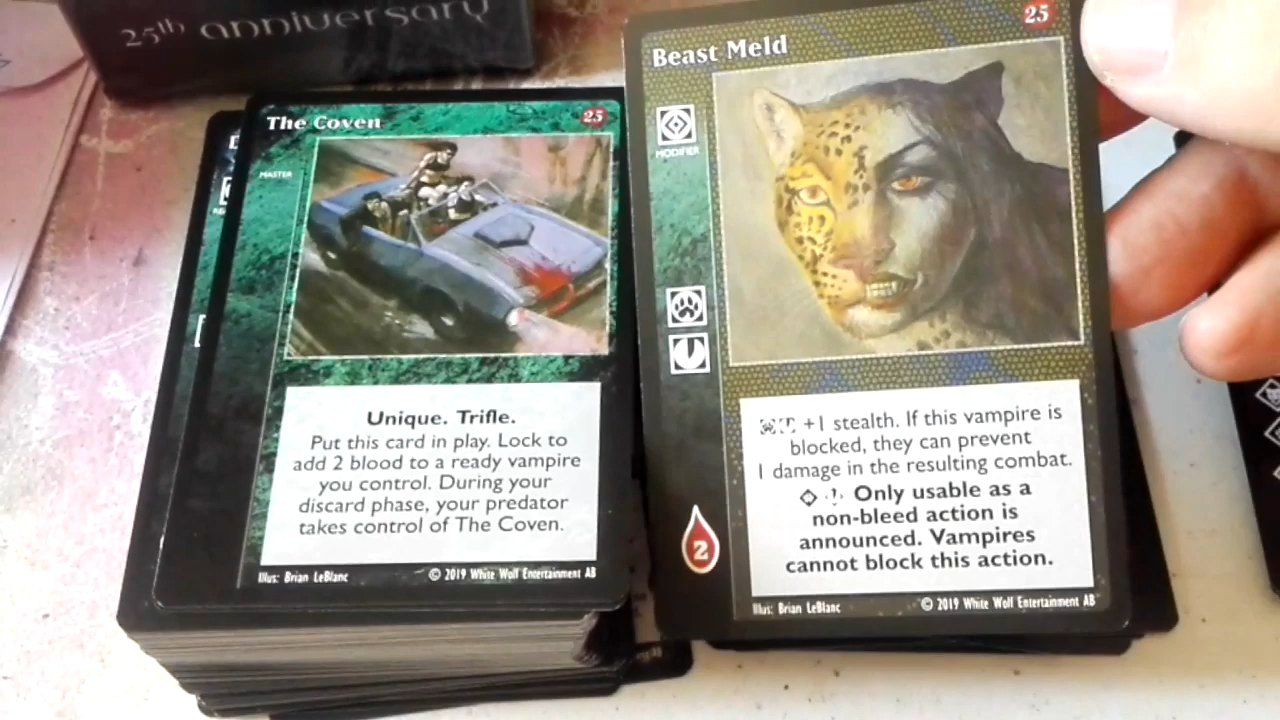 25th anniversary
The Coven
25
MASTER
Unique. Trifle.
Put this card in play. Lock to
add 2 blood to a ready vampire
you control. During your
discard phase, your predator
takes control of The Coven.
Illus: Brian LeBlanc
© 2019 White Wolf Entertainment AB
Beast Meld
25
MODIFIER
+1 stealth. If this vampire is
blocked, they can prevent
1 damage in the resulting combat.
Only usable as a
non-bleed action is
announced. Vampires
cannot block this action.
2
Illus: Brian LeBlanc
© 2019 White Wolf Entertainment AB